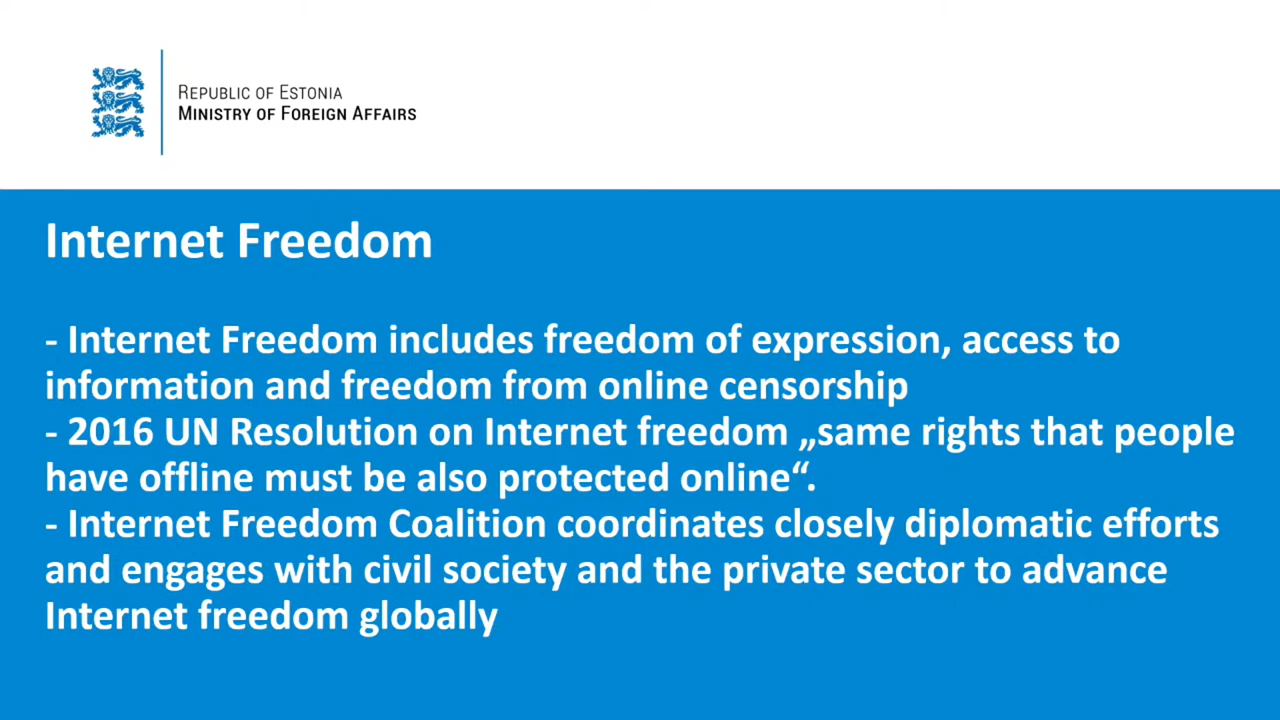 REPUBLIC OF ESTONIA
MINISTRY OF FOREIGN AFFAIRS
Internet Freedom
- Internet Freedom includes freedom of expression, access to
information and freedom from online censorship
- 2016 UN Resolution on Internet freedom „same rights that people
have offline must be also protected online“.
- Internet Freedom Coalition coordinates closely diplomatic efforts
and engages with civil society and the private sector to advance
Internet freedom globally